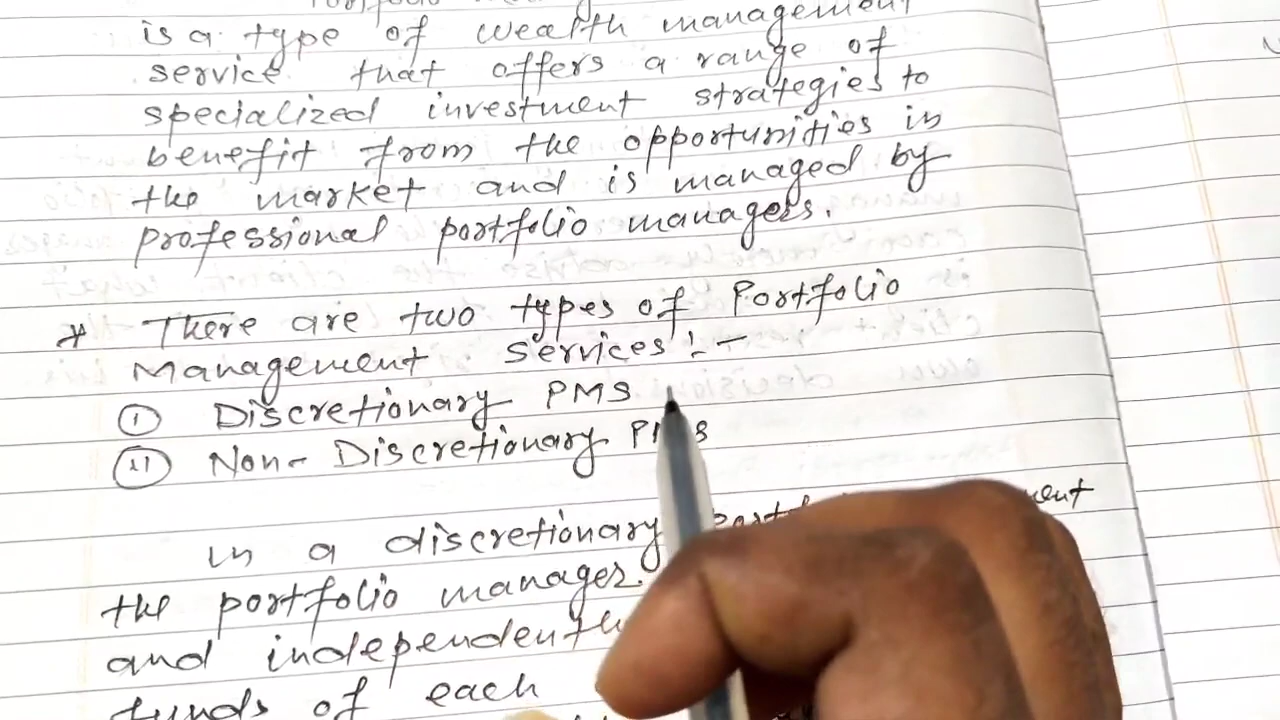 is a type of wealth management
service that offers a range of
specialized investment strategies to
benefit from the opportunities in
the market and is managed by
professional portfolio managers.
* There are two types of Portfolio
Management Services:-
(i) Discretionary PMS
(ii) Non-Discretionary PMS
in a discretionary
the portfolio manager
and independently
funds of each